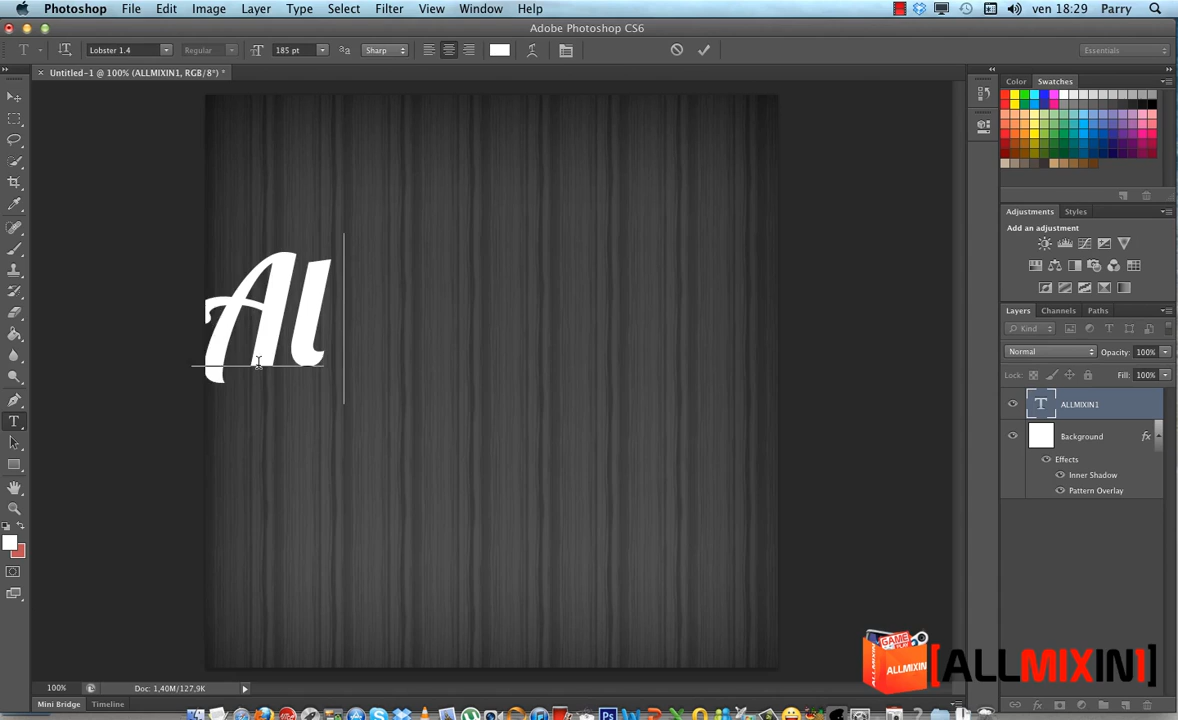 Photoshop File Edit Image Layer Type Select Filter View Window Help ven 18:29 Parry
Adobe Photoshop CS6
T Lobster 1.4 Regular 185 pt Sharp Essentials
Untitled-1 @ 100% (ALLMIXIN1, RGB/8*) *
Color Swatches
Adjustments Styles
Add an adjustment
Al
Layers Channels Paths
Kind
Normal Opacity: 100%
Lock: Fill: 100%
T ALLMIXIN1
Background fx
Effects
Inner Shadow
Pattern Overlay
GAME
ALLMIXIN1
[ALLMIXIN1]
100% Doc: 1,40M/127,9K
Mini Bridge Timeline